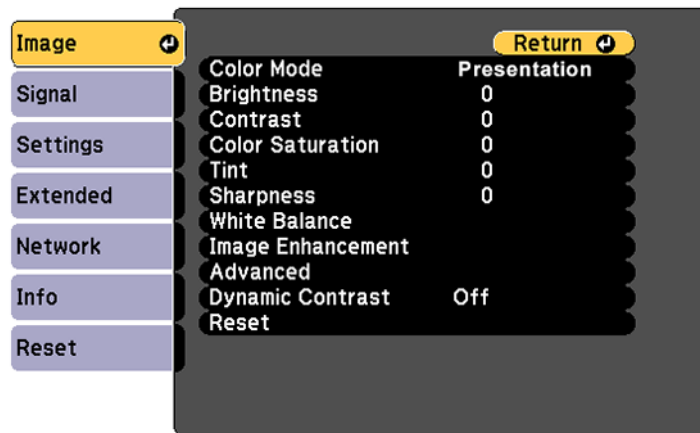 Image
Signal
Settings
Extended
Network
Info
Reset
Return
Color Mode Presentation
Brightness 0
Contrast 0
Color Saturation 0
Tint 0
Sharpness 0
White Balance
Image Enhancement
Advanced
Dynamic Contrast Off
Reset